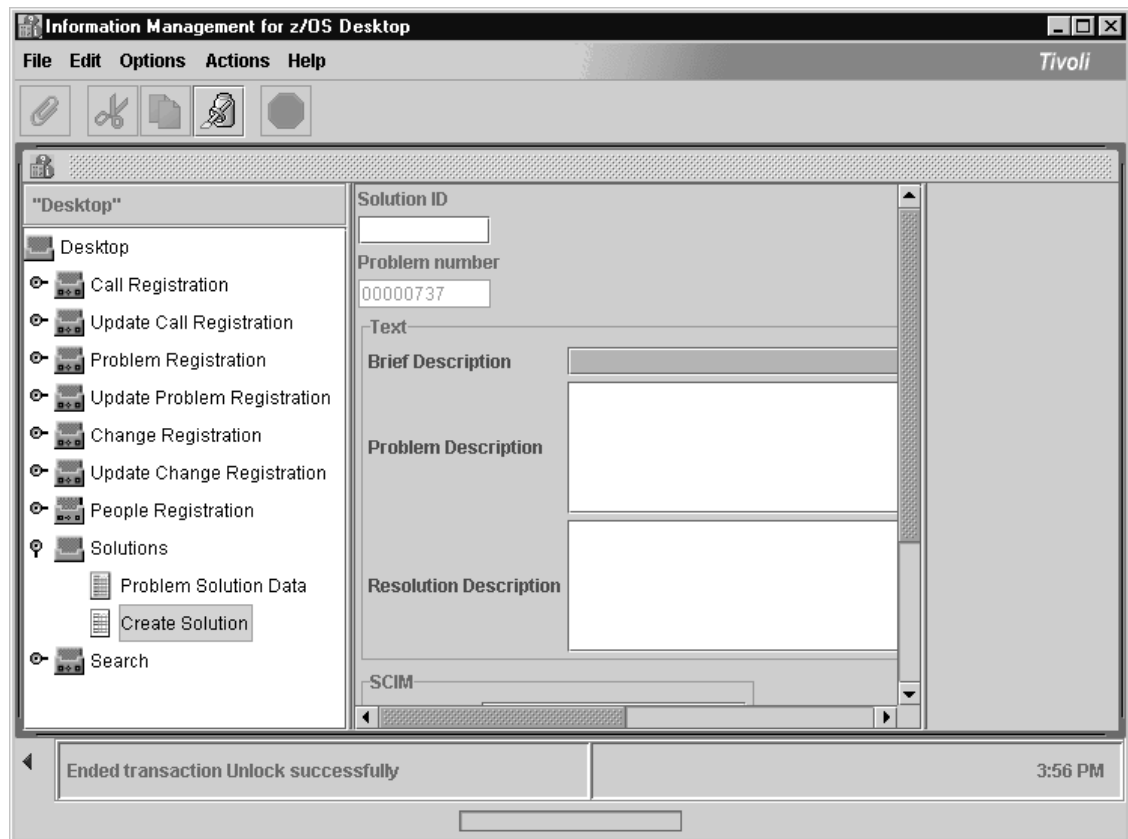 Information Management for z/OS Desktop
File Edit Options Actions Help
Tivoli
"Desktop"
Desktop
Call Registration
Update Call Registration
Problem Registration
Update Problem Registration
Change Registration
Update Change Registration
People Registration
Solutions
Problem Solution Data
Create Solution
Search
Solution ID
Problem number
00000737
Text
Brief Description
Problem Description
Resolution Description
SCIM
Ended transaction Unlock successfully
3:56 PM